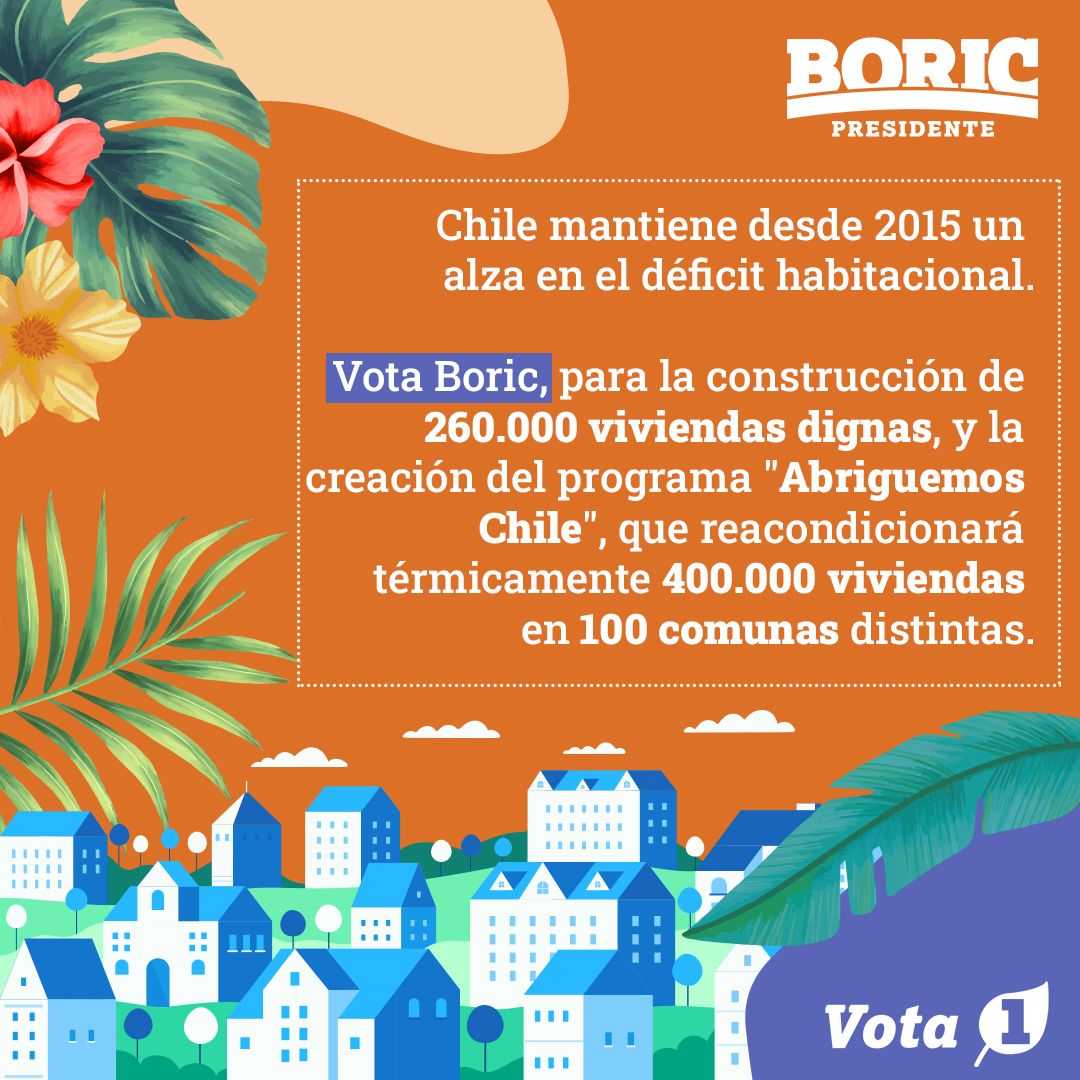 BORIC
PRESIDENTE
Chile mantiene desde 2015 un
alza en el déficit habitacional.
Vota Boric, para la construcción de
260.000 viviendas dignas, y la
creación del programa "Abriguemos
Chile", que reacondicionará
térmicamente 400.000 viviendas
en 100 comunas distintas.
Vota 1